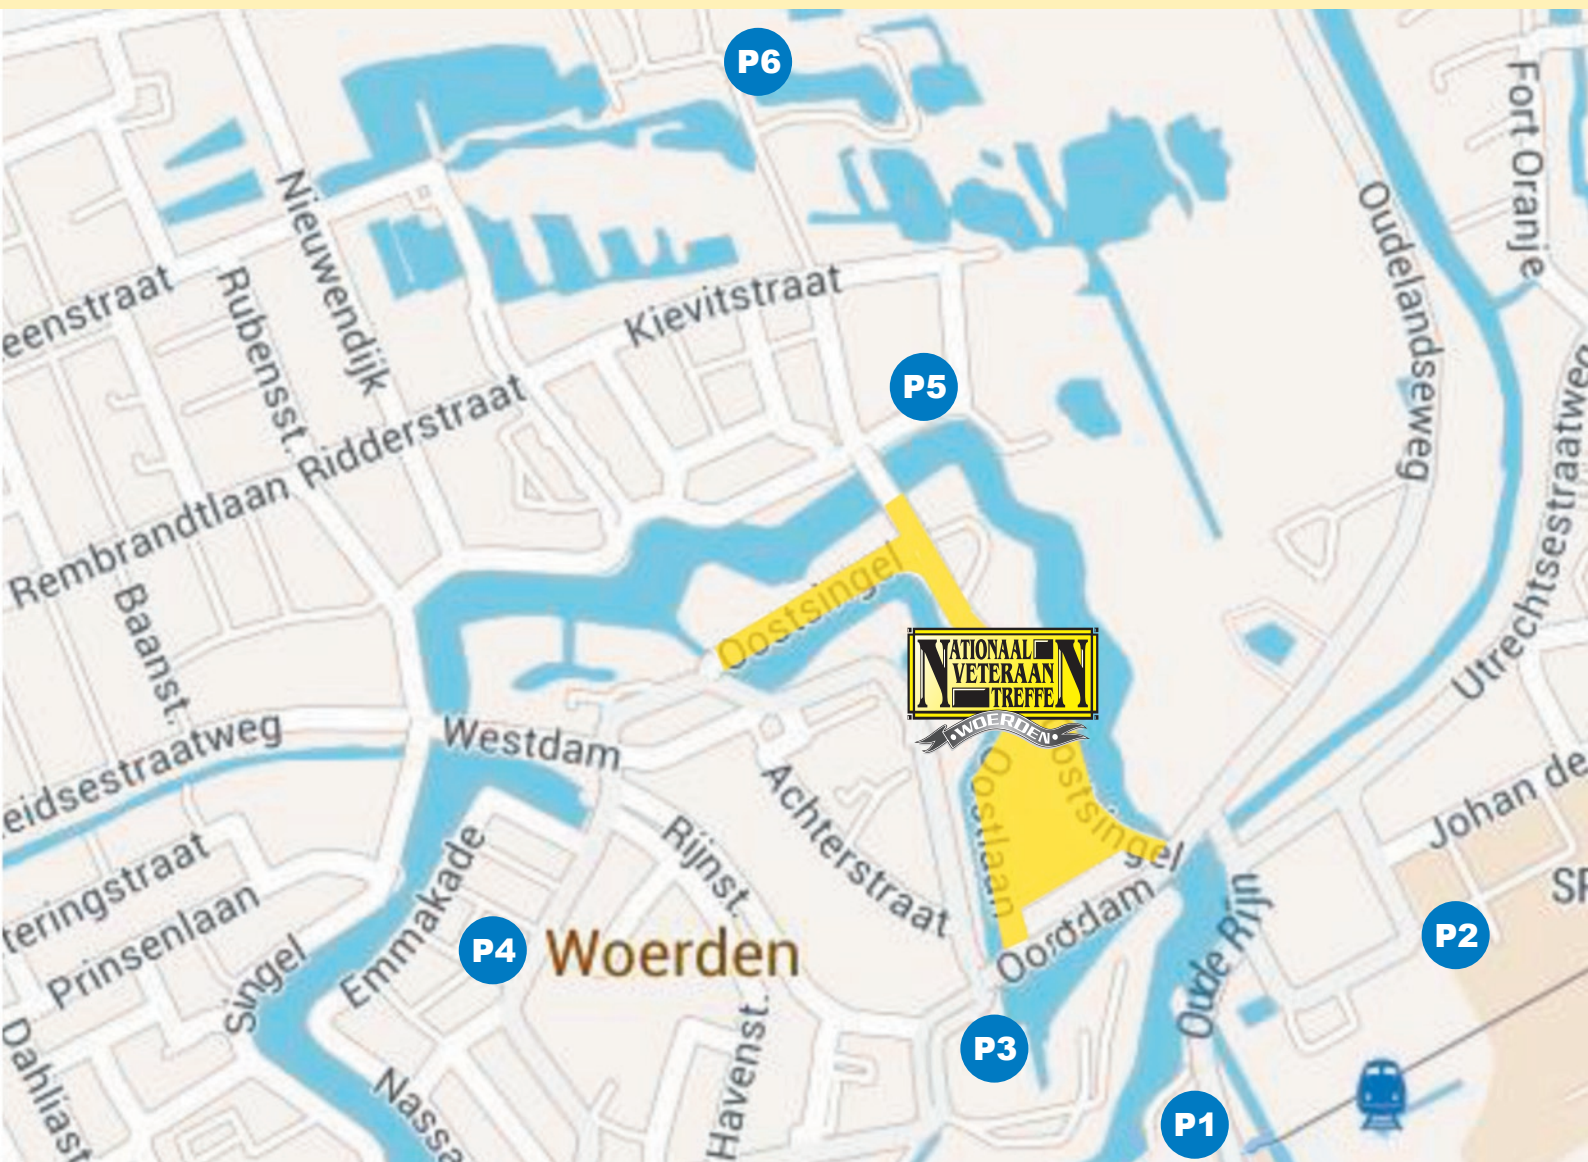 P6
Fort Oranje
Nieuwendijk
Oudelandseweg
eenstraat
Rubensst.
Kievitstraat
P5
Ridderstraat
Rembrandtlaan
Utrechtsestraatweg
Oostsingel
Baanst.
NATIONAAL
VETERAAN
TREFFEN
•WOERDEN•
Westdam
eidsestraatweg
Achterstraat
Oostlaan
Oostsingel
Johan de
Rijnst.
Emmakade
teringstraat
Prinsenlaan
Singel
SP
Oortdam
Oude Rijn
P4
Woerden
P2
P3
Havenst.
Dahliast
Nassa
P1